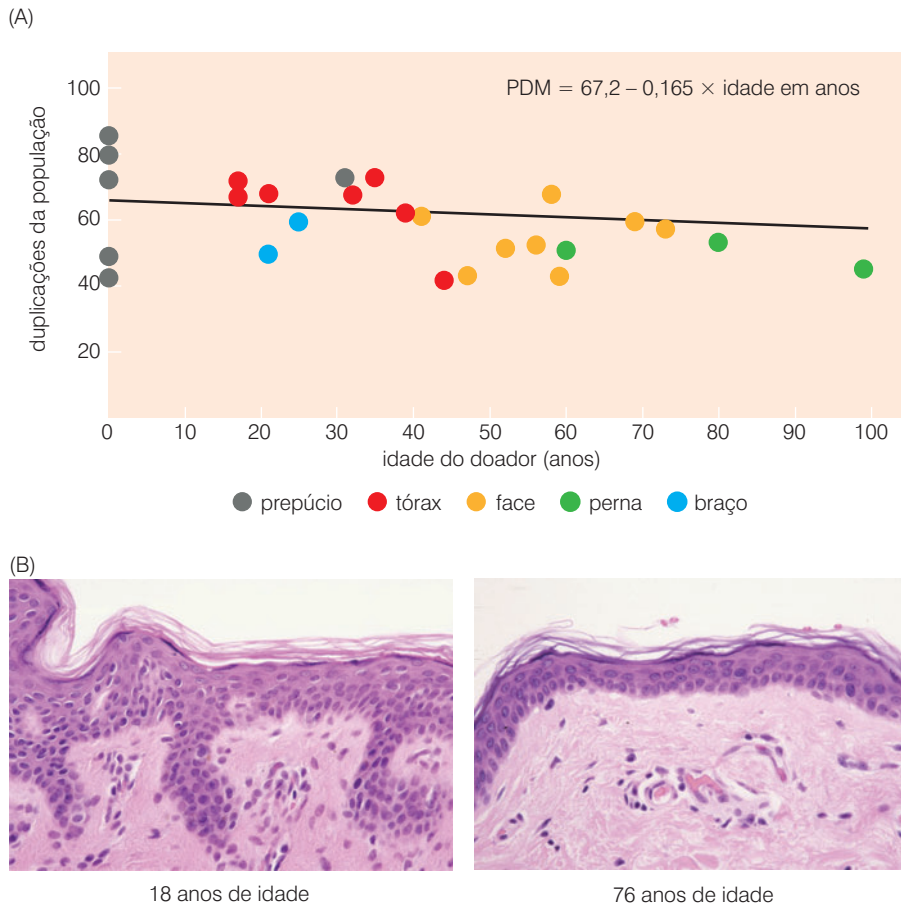 (A)
PDM = 67,2 – 0,165 × idade em anos
duplicações da população
100
80
60
40
20
0 10 20 30 40 50 60 70 80 90 100
idade do doador (anos)
prepúcio tórax face perna braço
(B)
18 anos de idade 76 anos de idade